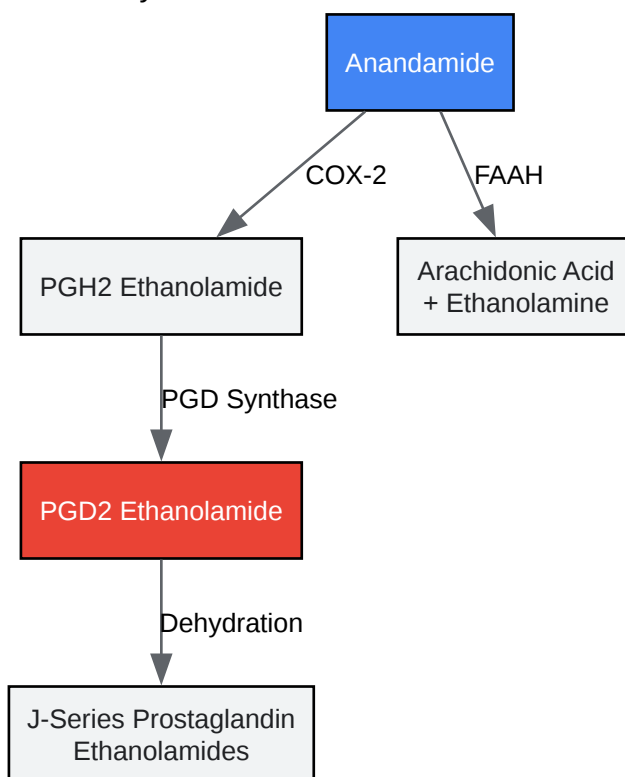 Anandamide
COX-2
FAAH
PGH2 Ethanolamide
Arachidonic Acid
+ Ethanolamine
PGD Synthase
PGD2 Ethanolamide
Dehydration
J-Series Prostaglandin
Ethanolamides